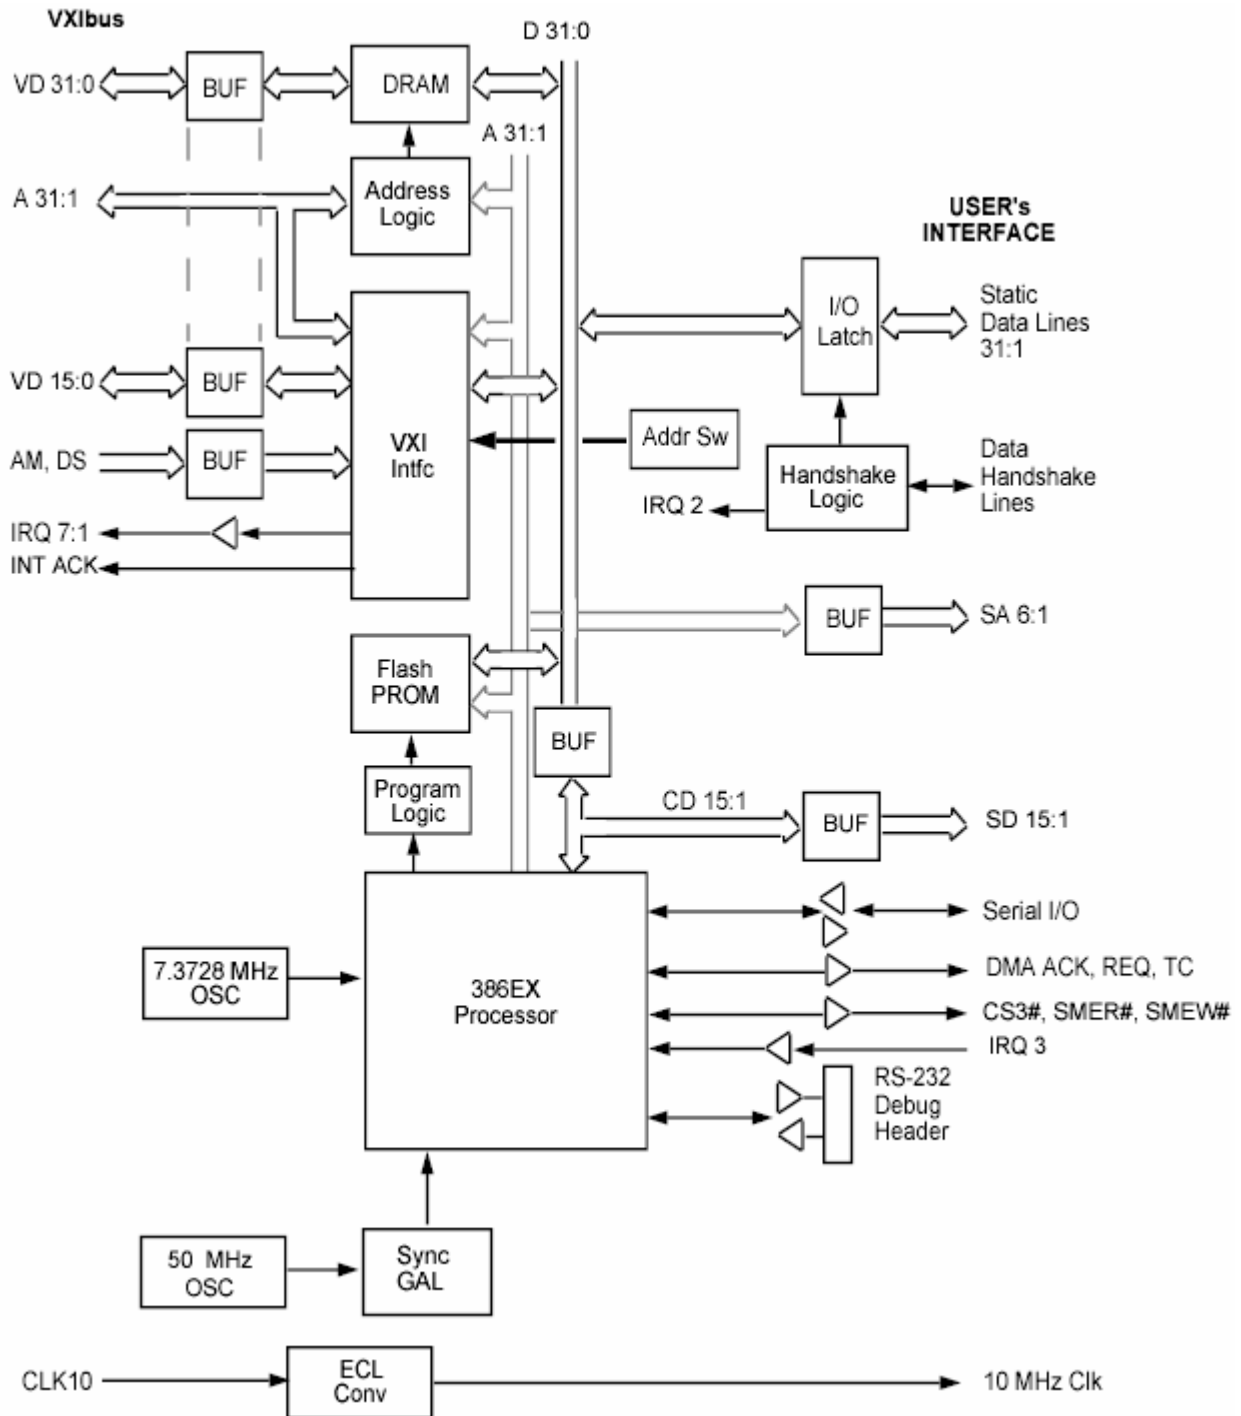 VXIbus
D 31:0
VD 31:0
BUF
DRAM
A 31:1
A 31:1
Address
Logic
USER's
INTERFACE
I/O
Latch
Static
Data Lines
31:1
VD 15:0
BUF
VXI
Intfc
Addr Sw
AM, DS
BUF
Handshake
Logic
Data
Handshake
Lines
IRQ 2
IRQ 7:1
INT ACK
BUF
SA 6:1
Flash
PROM
BUF
Program
Logic
CD 15:1
BUF
SD 15:1
Serial I/O
7.3728 MHz
OSC
386EX
Processor
DMA ACK, REQ, TC
CS3#, SMER#, SMEW#
IRQ 3
RS-232
Debug
Header
50 MHz
OSC
Sync
GAL
CLK10
ECL
Conv
10 MHz Clk